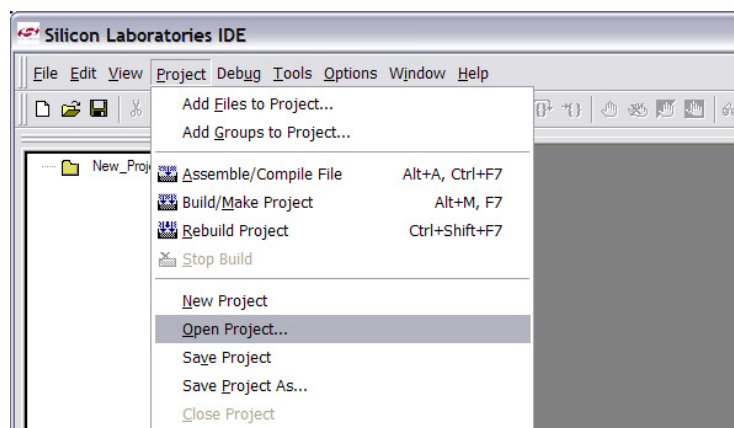 Silicon Laboratories IDE
File Edit View Project Debug Tools Options Window Help
Add Files to Project...
Add Groups to Project...
New_Proj
Assemble/Compile File Alt+A, Ctrl+F7
Build/Make Project Alt+M, F7
Rebuild Project Ctrl+Shift+F7
Stop Build
New Project
Open Project...
Save Project
Save Project As...
Close Project